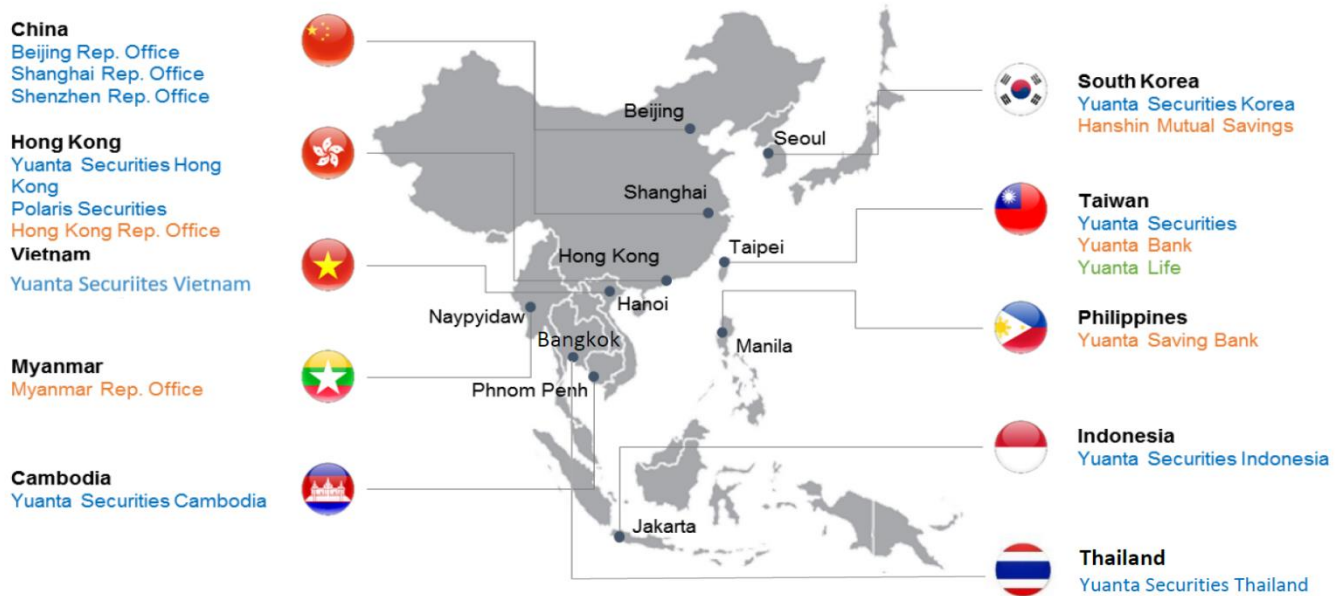 China
Beijing Rep. Office
Shanghai Rep. Office
Shenzhen Rep. Office
Hong Kong
Yuanta Securities Hong
Kong
Polaris Securities
Hong Kong Rep. Office
Vietnam
Yuanta Securiites Vietnam
Myanmar
Myanmar Rep. Office
Cambodia
Yuanta Securities Cambodia
Beijing
Seoul
Shanghai
Taipei
Hong Kong
Hanoi
Naypyidaw
Bangkok
Manila
Phnom Penh
Jakarta
South Korea
Yuanta Securities Korea
Hanshin Mutual Savings
Taiwan
Yuanta Securities
Yuanta Bank
Yuanta Life
Philippines
Yuanta Saving Bank
Indonesia
Yuanta Securities Indonesia
Thailand
Yuanta Securities Thailand